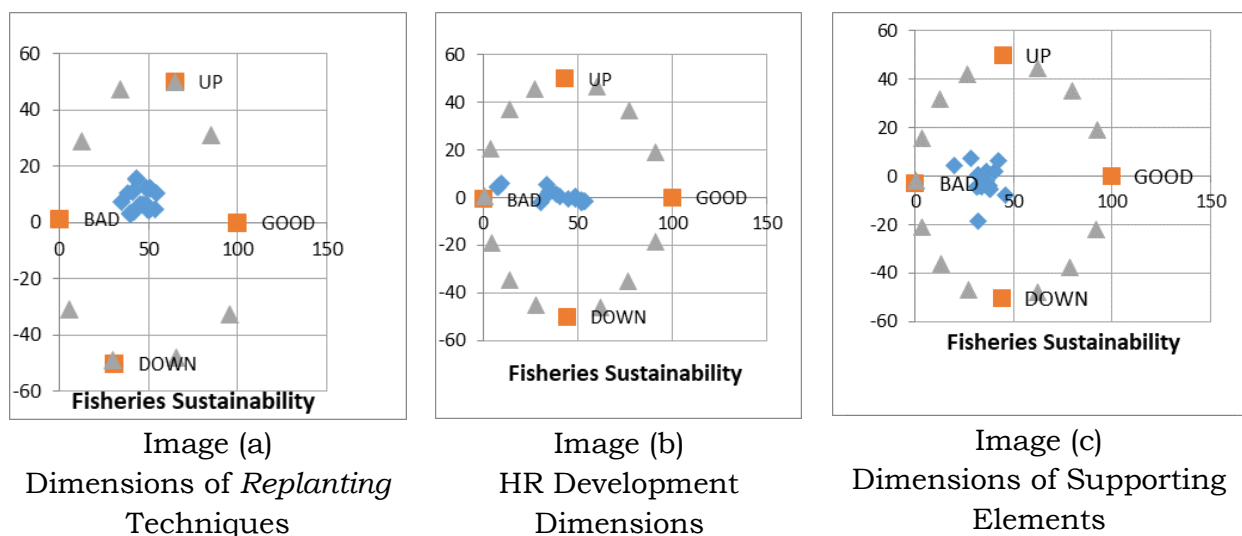 60
40
20
0
-20
-40
-60
0
50
100
150
UP
BAD
GOOD
DOWN
Fisheries Sustainability
Image (a)
Dimensions of Replanting
Techniques
60
40
20
0
-20
-40
-60
0
50
100
150
UP
BAD
GOOD
DOWN
Fisheries Sustainability
Image (b)
HR Development
Dimensions
60
40
20
0
-20
-40
-60
0
50
100
150
UP
BAD
GOOD
DOWN
Fisheries Sustainability
Image (c)
Dimensions of Supporting
Elements